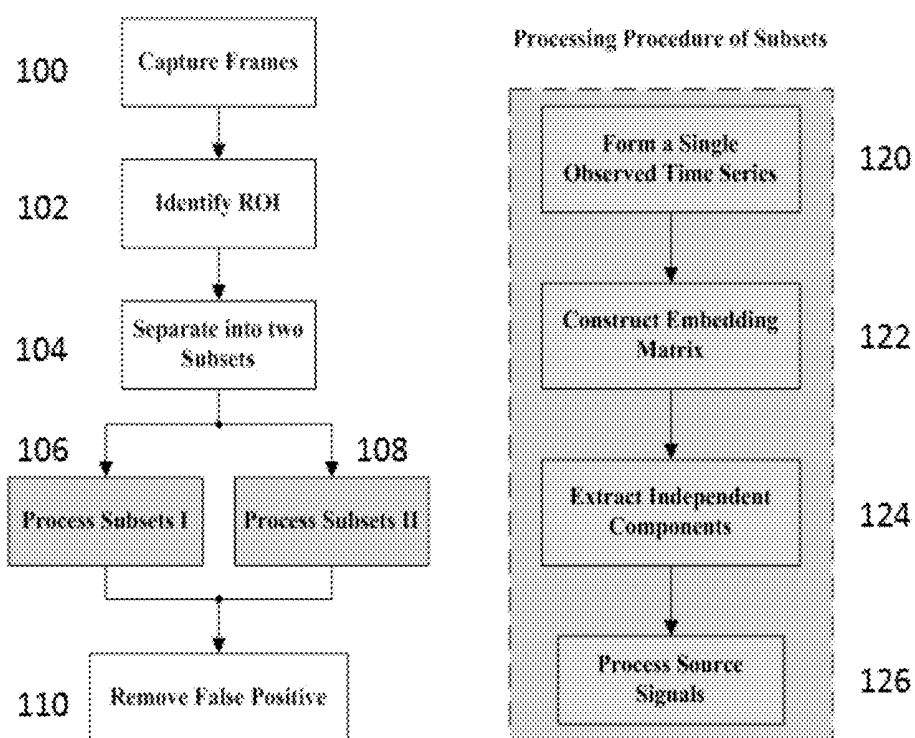 100
Capture Frames
102
Identify ROI
104
Separate into two
Subsets
106
108
Process Subsets I
Process Subsets II
110
Remove False Positive
Processing Procedure of Subsets
Form a Single
Observed Time Series
120
Construct Embedding
Matrix
122
Extract Independent
Components
124
Process Source
Signals
126